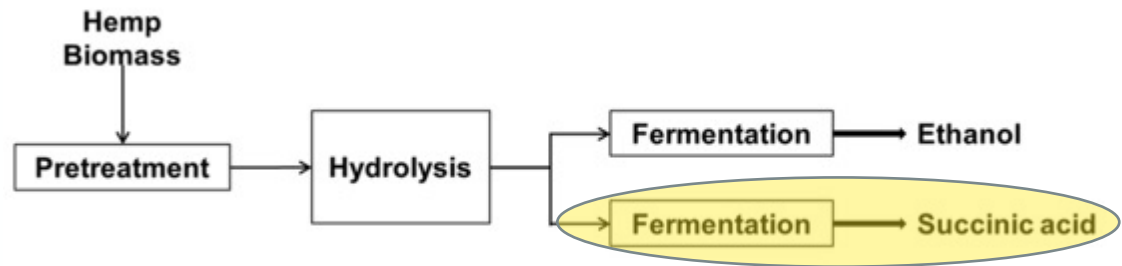 Hemp
Biomass
Pretreatment
Hydrolysis
Fermentation
Ethanol
Fermentation
Succinic acid